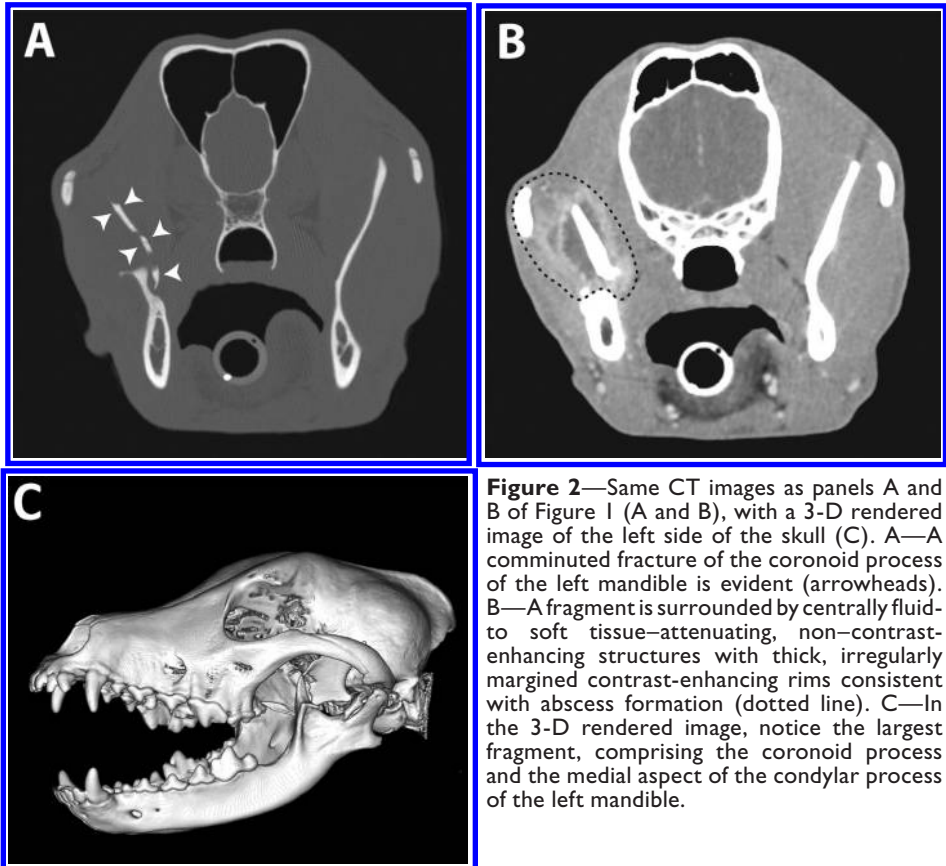 A
B
C
Figure 2—Same CT images as panels A and
B of Figure 1 (A and B), with a 3-D rendered
image of the left side of the skull (C). A—A
comminuted fracture of the coronoid process
of the left mandible is evident (arrowheads).
B—A fragment is surrounded by centrally fluid-
to soft tissue–attenuating, non–contrast-
enhancing structures with thick, irregularly
margined contrast-enhancing rims consistent
with abscess formation (dotted line). C—In
the 3-D rendered image, notice the largest
fragment, comprising the coronoid process
and the medial aspect of the condylar process
of the left mandible.